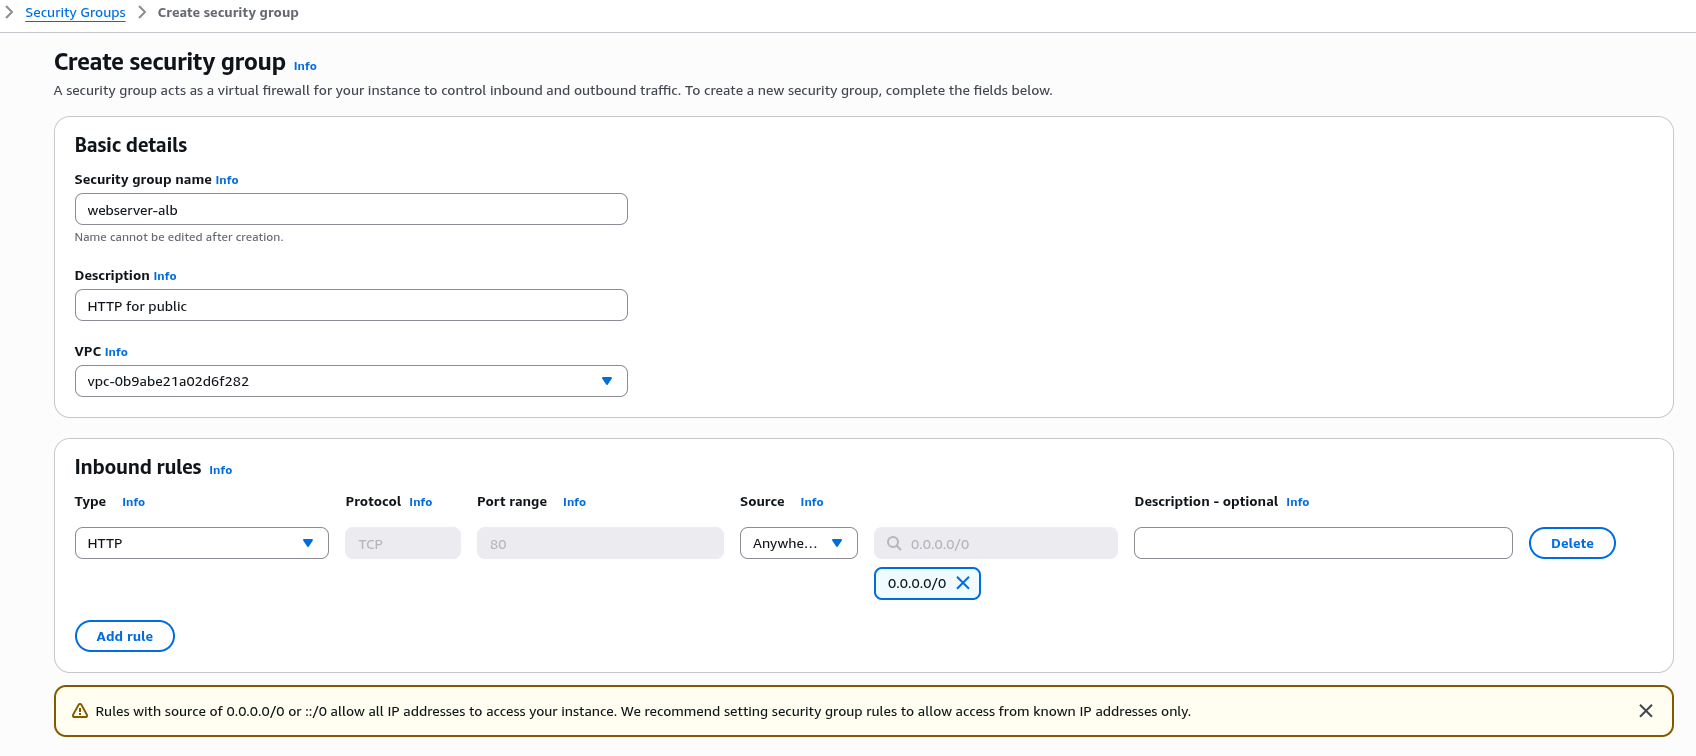 Security Groups Create security group
Create security group Info
A security group acts as a virtual firewall for your instance to control inbound and outbound traffic. To create a new security group, complete the fields below.
Basic details
Security group name Info
webserver-alb
Name cannot be edited after creation.
Description Info
HTTP for public
VPC Info
vpc-0b9abe21a02d6f282
Inbound rules Info
Type Info Protocol Info Port range Info Source Info Description - optional Info
HTTP TCP 80 Anywhe... 0.0.0.0/0 Delete
0.0.0.0/0
Add rule
Rules with source of 0.0.0.0/0 or ::/0 allow all IP addresses to access your instance. We recommend setting security group rules to allow access from known IP addresses only.